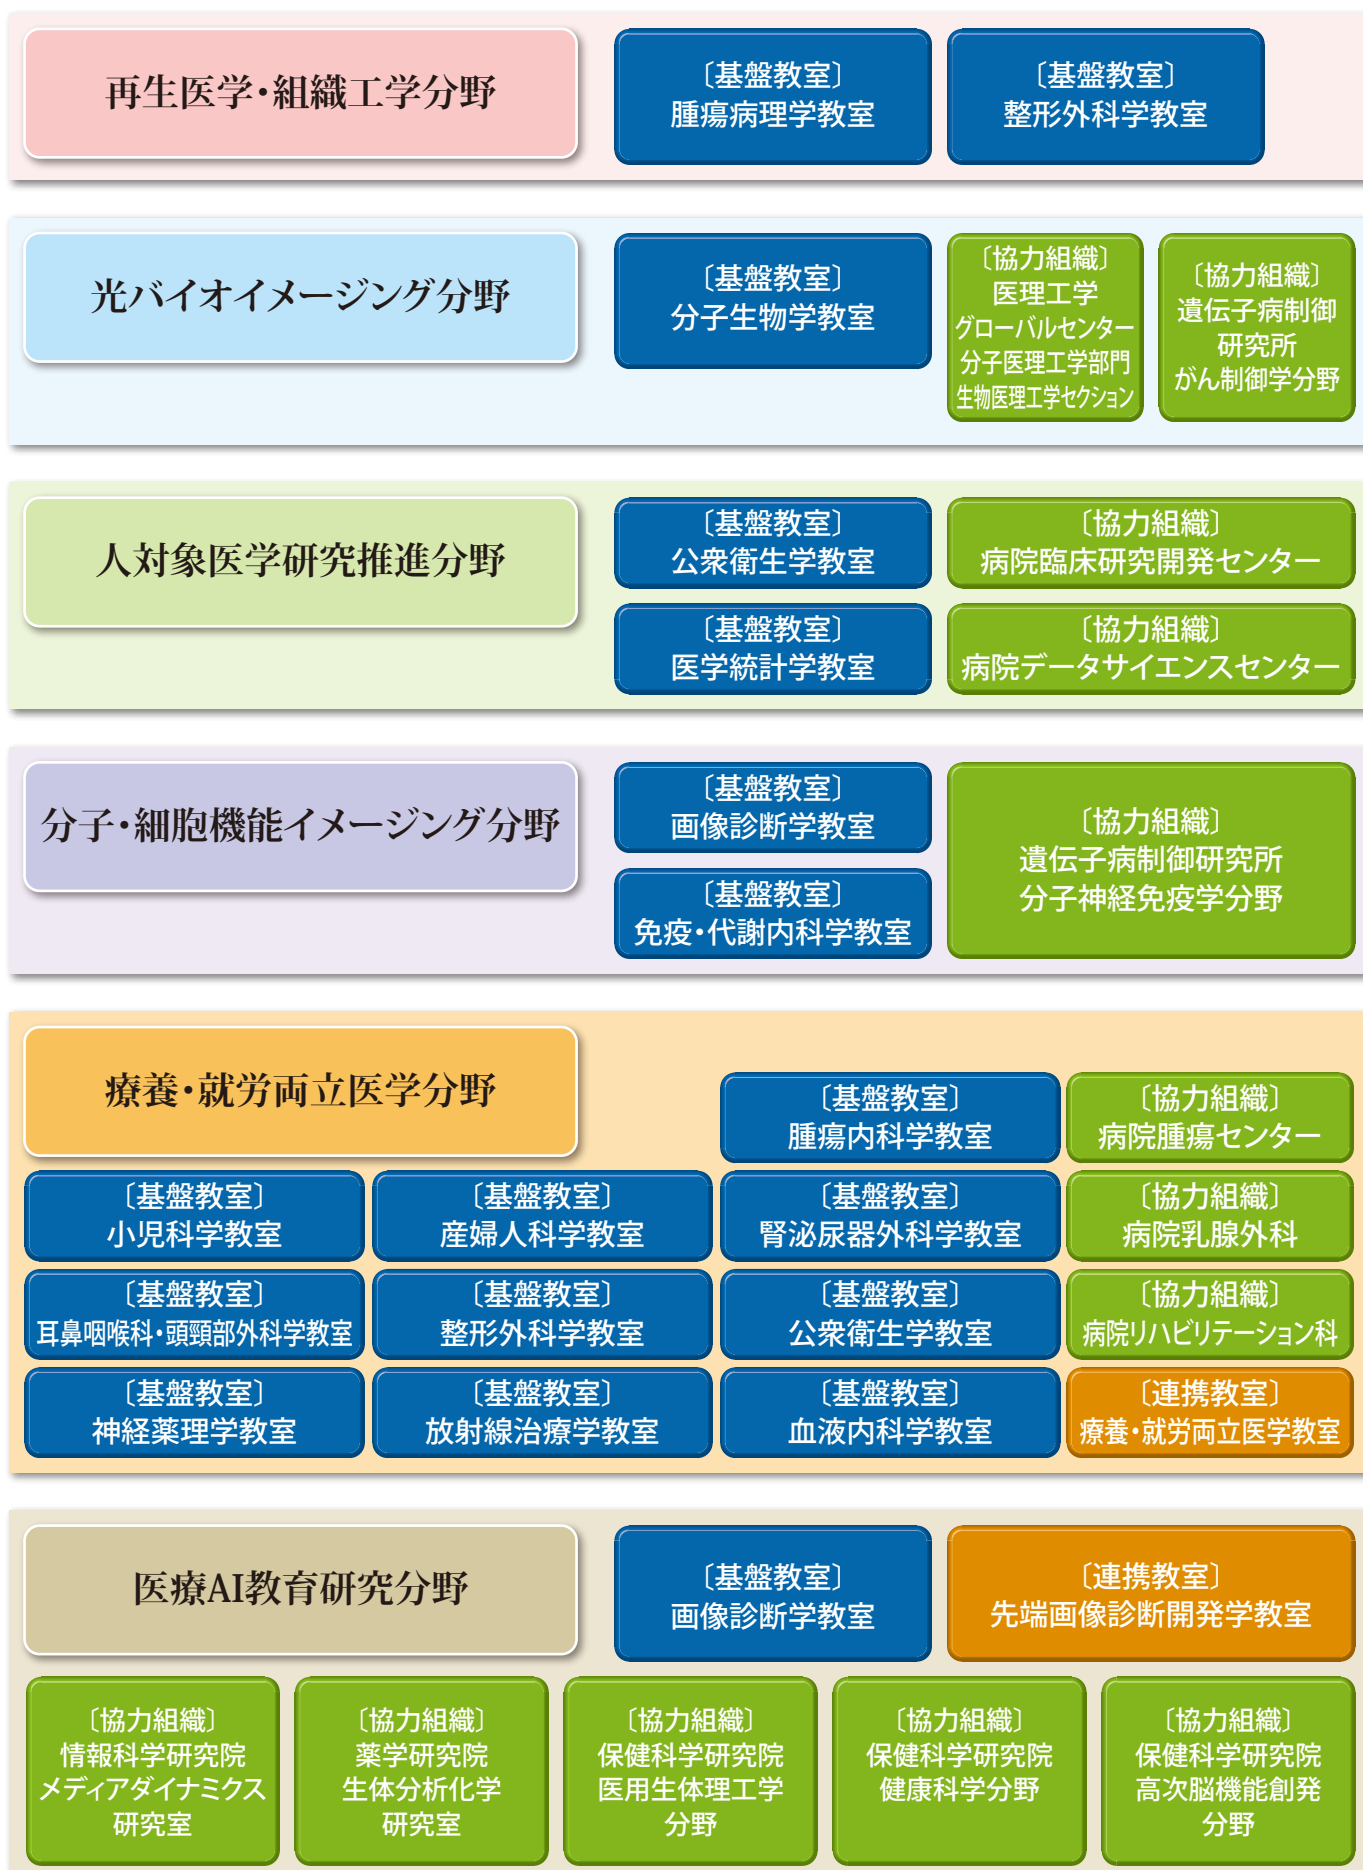 再生医学・組織工学分野
〔基盤教室〕
腫瘍病理学教室
〔基盤教室〕
整形外科学教室
光バイオイメージング分野
〔基盤教室〕
分子生物学教室
〔協力組織〕
医理工学
グローバルセンター
分子医理工学部門
生物医理工学セクション
〔協力組織〕
遺伝子病制御
研究所
がん制御学分野
人対象医学研究推進分野
〔基盤教室〕
公衆衛生学教室
〔協力組織〕
病院臨床研究開発センター
〔基盤教室〕
医学統計学教室
〔協力組織〕
病院データサイエンスセンター
分子・細胞機能イメージング分野
〔基盤教室〕
画像診断学教室
〔基盤教室〕
免疫・代謝内科学教室
〔協力組織〕
遺伝子病制御研究所
分子神経免疫学分野
療養・就労両立医学分野
〔基盤教室〕
腫瘍内科学教室
〔協力組織〕
病院腫瘍センター
〔基盤教室〕
小児科学教室
〔基盤教室〕
産婦人科学教室
〔基盤教室〕
腎泌尿器外科学教室
〔協力組織〕
病院乳腺外科
〔基盤教室〕
耳鼻咽喉科・頭頸部外科学教室
〔基盤教室〕
整形外科学教室
〔基盤教室〕
公衆衛生学教室
〔協力組織〕
病院リハビリテーション科
〔基盤教室〕
神経薬理学教室
〔基盤教室〕
放射線治療学教室
〔基盤教室〕
血液内科学教室
〔連携教室〕
療養・就労両立医学教室
医療AI教育研究分野
〔基盤教室〕
画像診断学教室
〔連携教室〕
先端画像診断開発学教室
〔協力組織〕
情報科学研究院
メディアダイナミクス
研究室
〔協力組織〕
薬学研究院
生体分析化学
研究室
〔協力組織〕
保健科学研究院
医用生体理工学
分野
〔協力組織〕
保健科学研究院
健康科学分野
〔協力組織〕
保健科学研究院
高次脳機能創発
分野